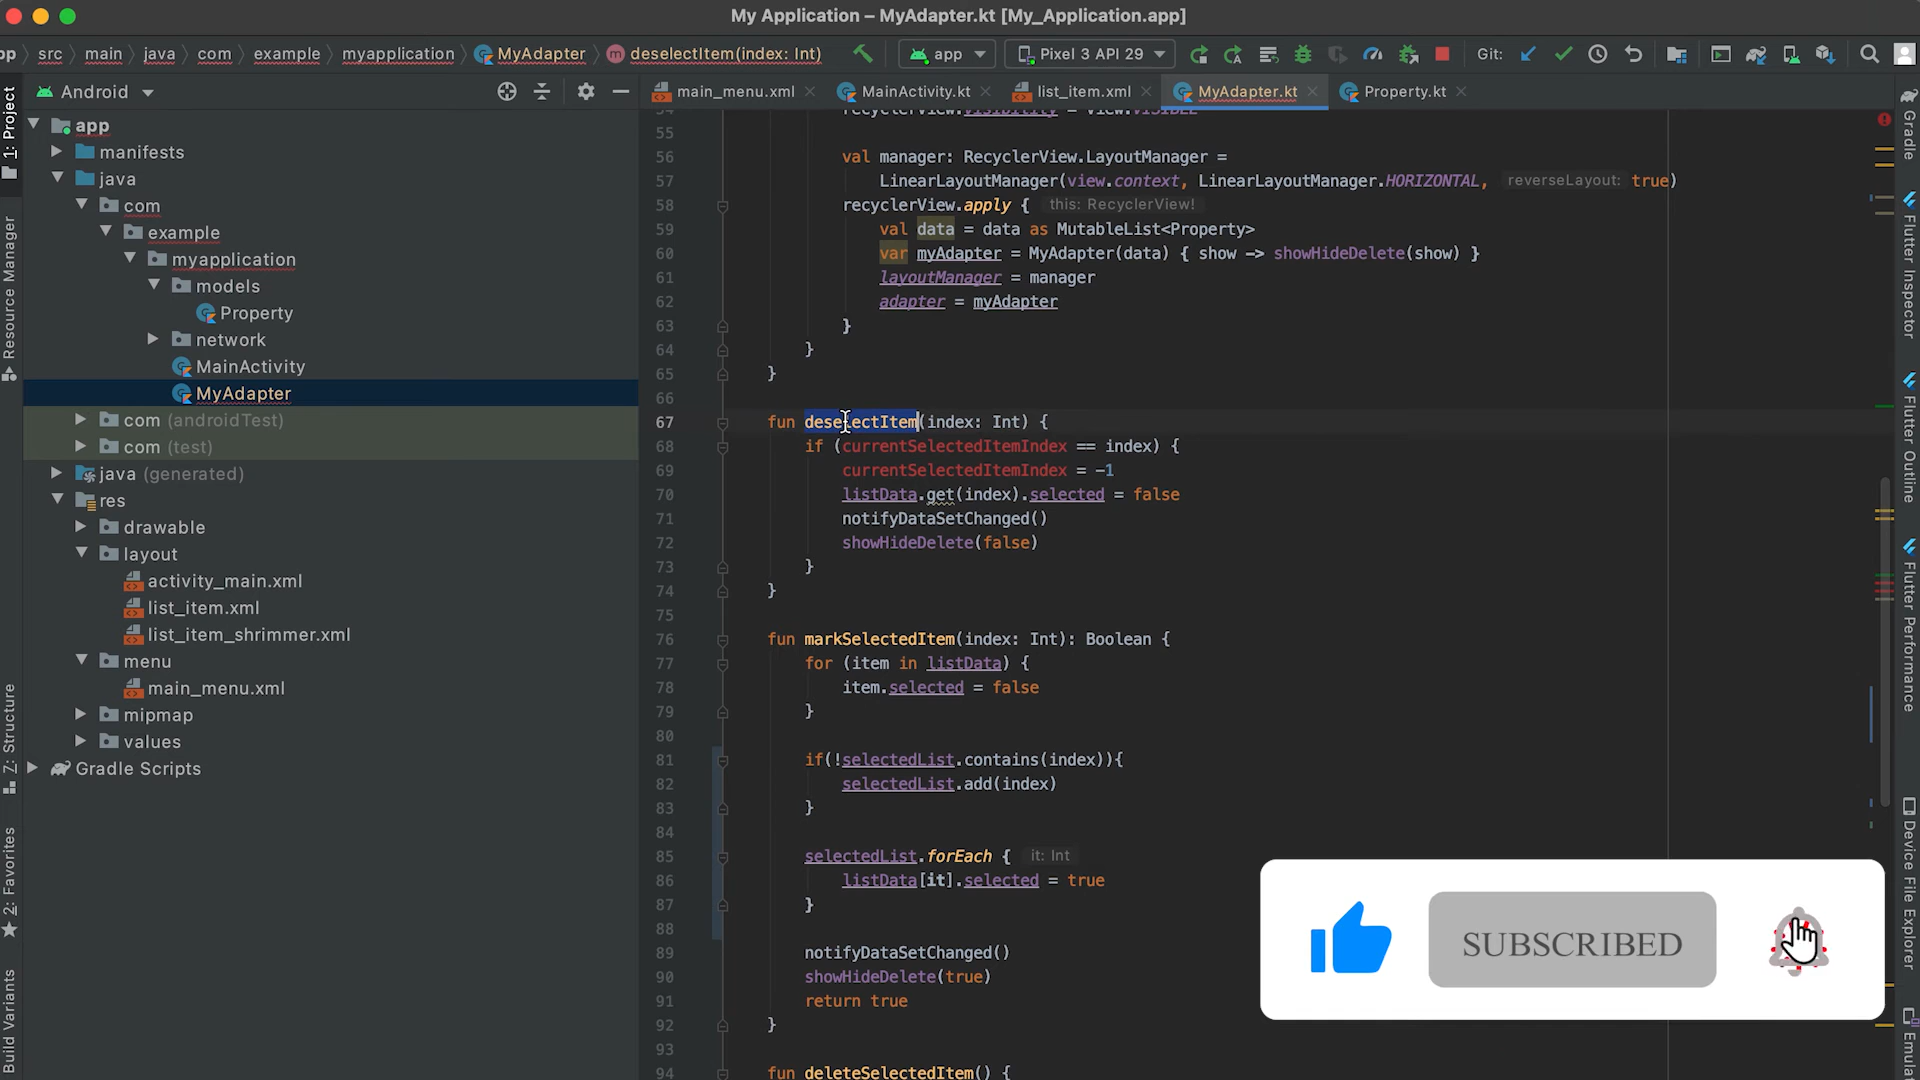 My Application – MyAdapter.kt [My_Application.app]
pp src main java com example myapplication MyAdapter deselectItem(index: Int) app Pixel 3 API 29 Git:
Android
main_menu.xml MainActivity.kt list_item.xml MyAdapter.kt Property.kt
1: Project
Resource Manager
Z: Structure
2: Favorites
Build Variants
app
manifests
java
com
example
myapplication
models
Property
network
MainActivity
MyAdapter
com (androidTest)
com (test)
java (generated)
res
drawable
layout
activity_main.xml
list_item.xml
list_item_shrimmer.xml
menu
main_menu.xml
mipmap
values
Gradle Scripts
54 recyclerView.visibility = View.VISIBLE
55
56 val manager: RecyclerView.LayoutManager =
57 LinearLayoutManager(view.context, LinearLayoutManager.HORIZONTAL, reverseLayout: true)
58 recyclerView.apply { this: RecyclerView!
59 val data = data as MutableList<Property>
60 var myAdapter = MyAdapter(data) { show -> showHideDelete(show) }
61 layoutManager = manager
62 adapter = myAdapter
63 }
64 }
65 }
66
67 fun deselectItem(index: Int) {
68 if (currentSelectedItemIndex == index) {
69 currentSelectedItemIndex = -1
70 listData.get(index).selected = false
71 notifyDataSetChanged()
72 showHideDelete(false)
73 }
74 }
75
76 fun markSelectedItem(index: Int): Boolean {
77 for (item in listData) {
78 item.selected = false
79 }
80
81 if(!selectedList.contains(index)){
82 selectedList.add(index)
83 }
84
85 selectedList.forEach { it: Int
86 listData[it].selected = true
87 }
88
89 notifyDataSetChanged()
90 showHideDelete(true)
91 return true
92 }
93
94 fun deleteSelectedItem() {
SUBSCRIBED
Gradle
Flutter Inspector
Flutter Outline
Flutter Performance
Device File Explorer
Emula